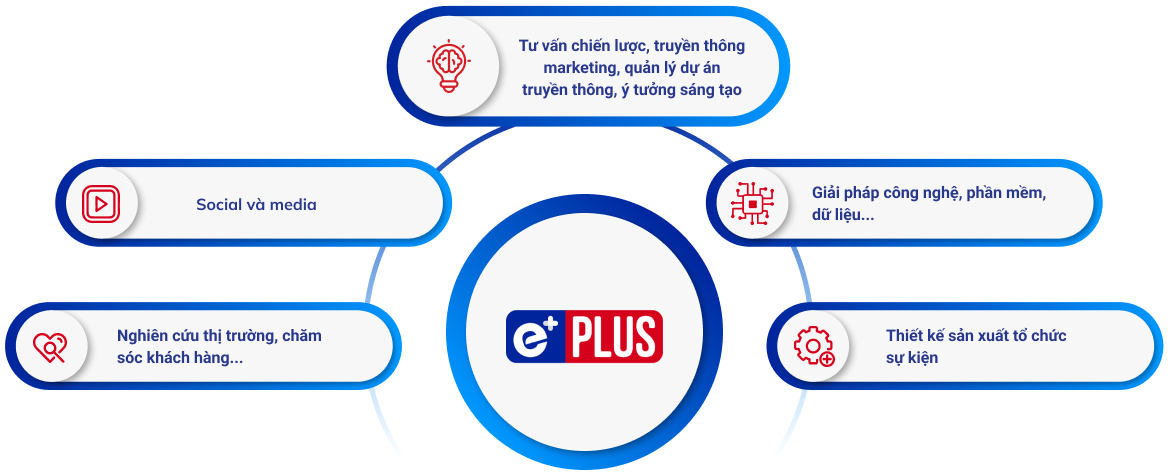 Tư vấn chiến lược, truyền thông
marketing, quản lý dự án
truyền thông, ý tưởng sáng tạo
Social và media
Giải pháp công nghệ, phần mềm,
dữ liệu...
Nghiên cứu thị trường, chăm
sóc khách hàng...
e+ PLUS
Thiết kế sản xuất tổ chức
sự kiện